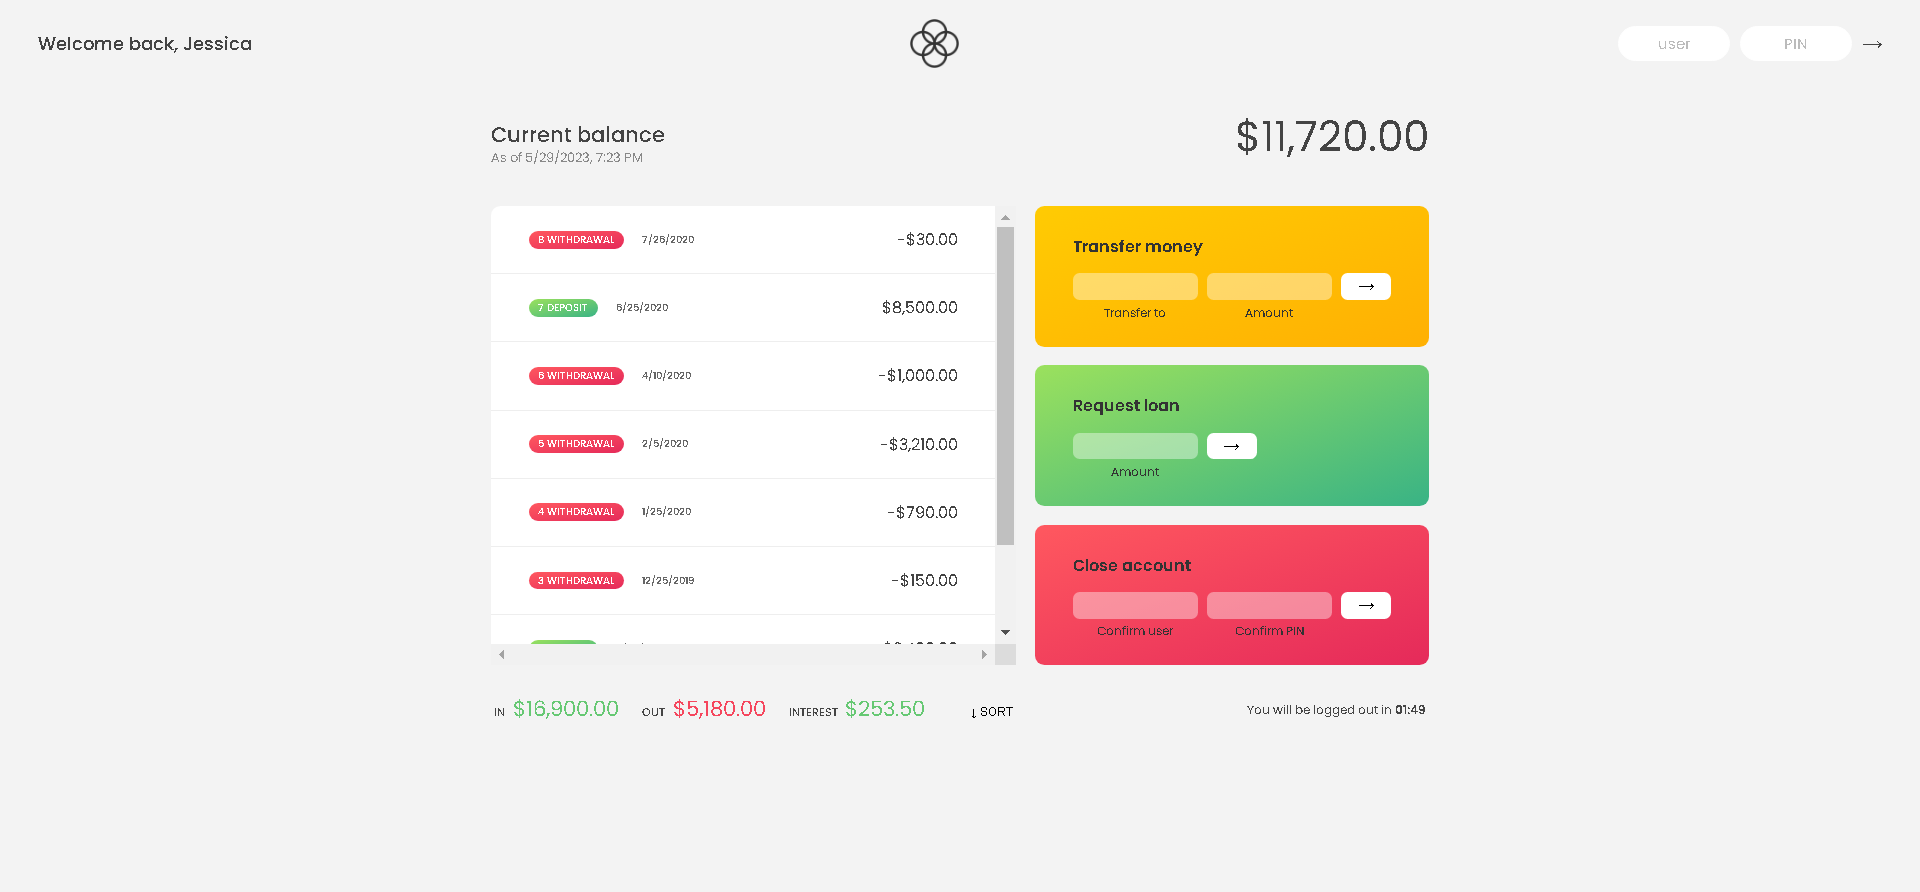 Welcome back, Jessica
user
PIN
→
Current balance
As of 5/29/2023, 7:23 PM
$11,720.00
8 WITHDRAWAL 7/26/2020 -$30.00
7 DEPOSIT 6/25/2020 $8,500.00
6 WITHDRAWAL 4/10/2020 -$1,000.00
5 WITHDRAWAL 2/5/2020 -$3,210.00
4 WITHDRAWAL 1/25/2020 -$790.00
3 WITHDRAWAL 12/25/2019 -$150.00
Transfer money
→
Transfer to Amount
Request loan
→
Amount
Close account
→
Confirm user Confirm PIN
IN $16,900.00 OUT $5,180.00 INTEREST $253.50 ↓ SORT
You will be logged out in 01:49